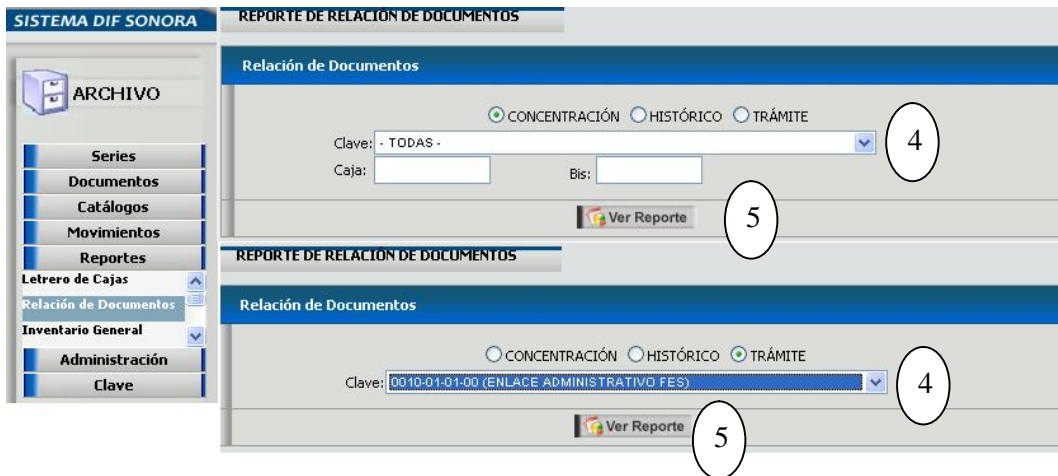 SISTEMA DIF SONORA
ARCHIVO
Series
Documentos
Catálogos
Movimientos
Reportes
Letrero de Cajas
Relación de Documentos
Inventario General
Administración
Clave
REPORTE DE RELACIÓN DE DOCUMENTOS
Relación de Documentos
CONCENTRACIÓN HISTÓRICO TRÁMITE
Clave: - TODAS - 4
Caja: Bis:
Ver Reporte 5
REPORTE DE RELACIÓN DE DOCUMENTOS
Relación de Documentos
CONCENTRACIÓN HISTÓRICO TRÁMITE
Clave: 0010-01-01-00 (ENLACE ADMINISTRATIVO FES) 4
Ver Reporte 5